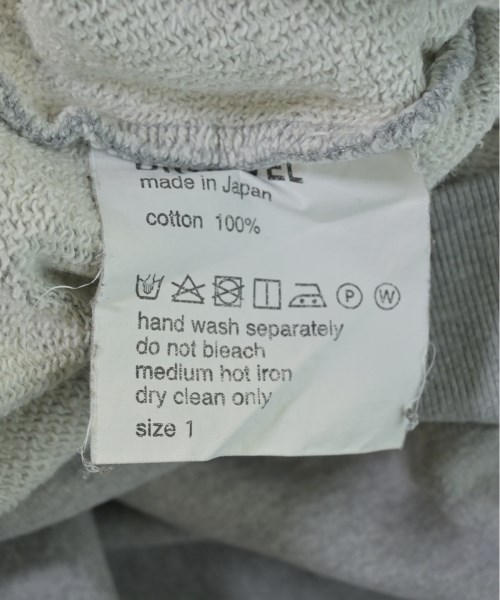 made in Japan
cotton 100%
P W
hand wash separately
do not bleach
medium hot iron
dry clean only
size 1